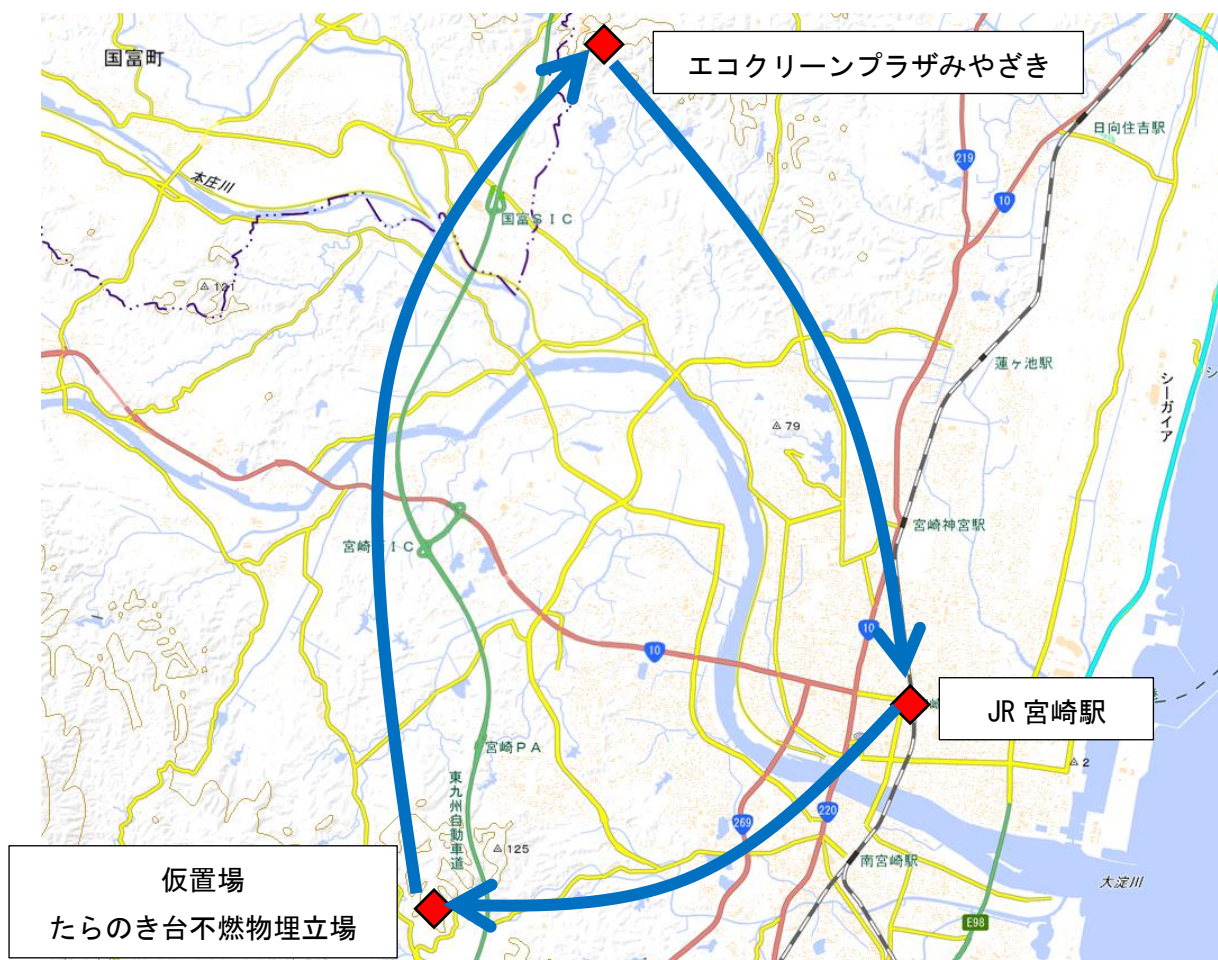 国富町
エコクリーンプラザみやざき
日向住吉駅
219
10
本庄川
国富SIC
121
蓮ヶ池駅
シーガイア
シ
79
宮崎神宮駅
宮崎
IC
10
10
JR 宮崎駅
宮崎PA
2
東九州自動車道
220
269
125
南宮崎駅
仮置場
たらのき台不燃物埋立場
大淀川
E98